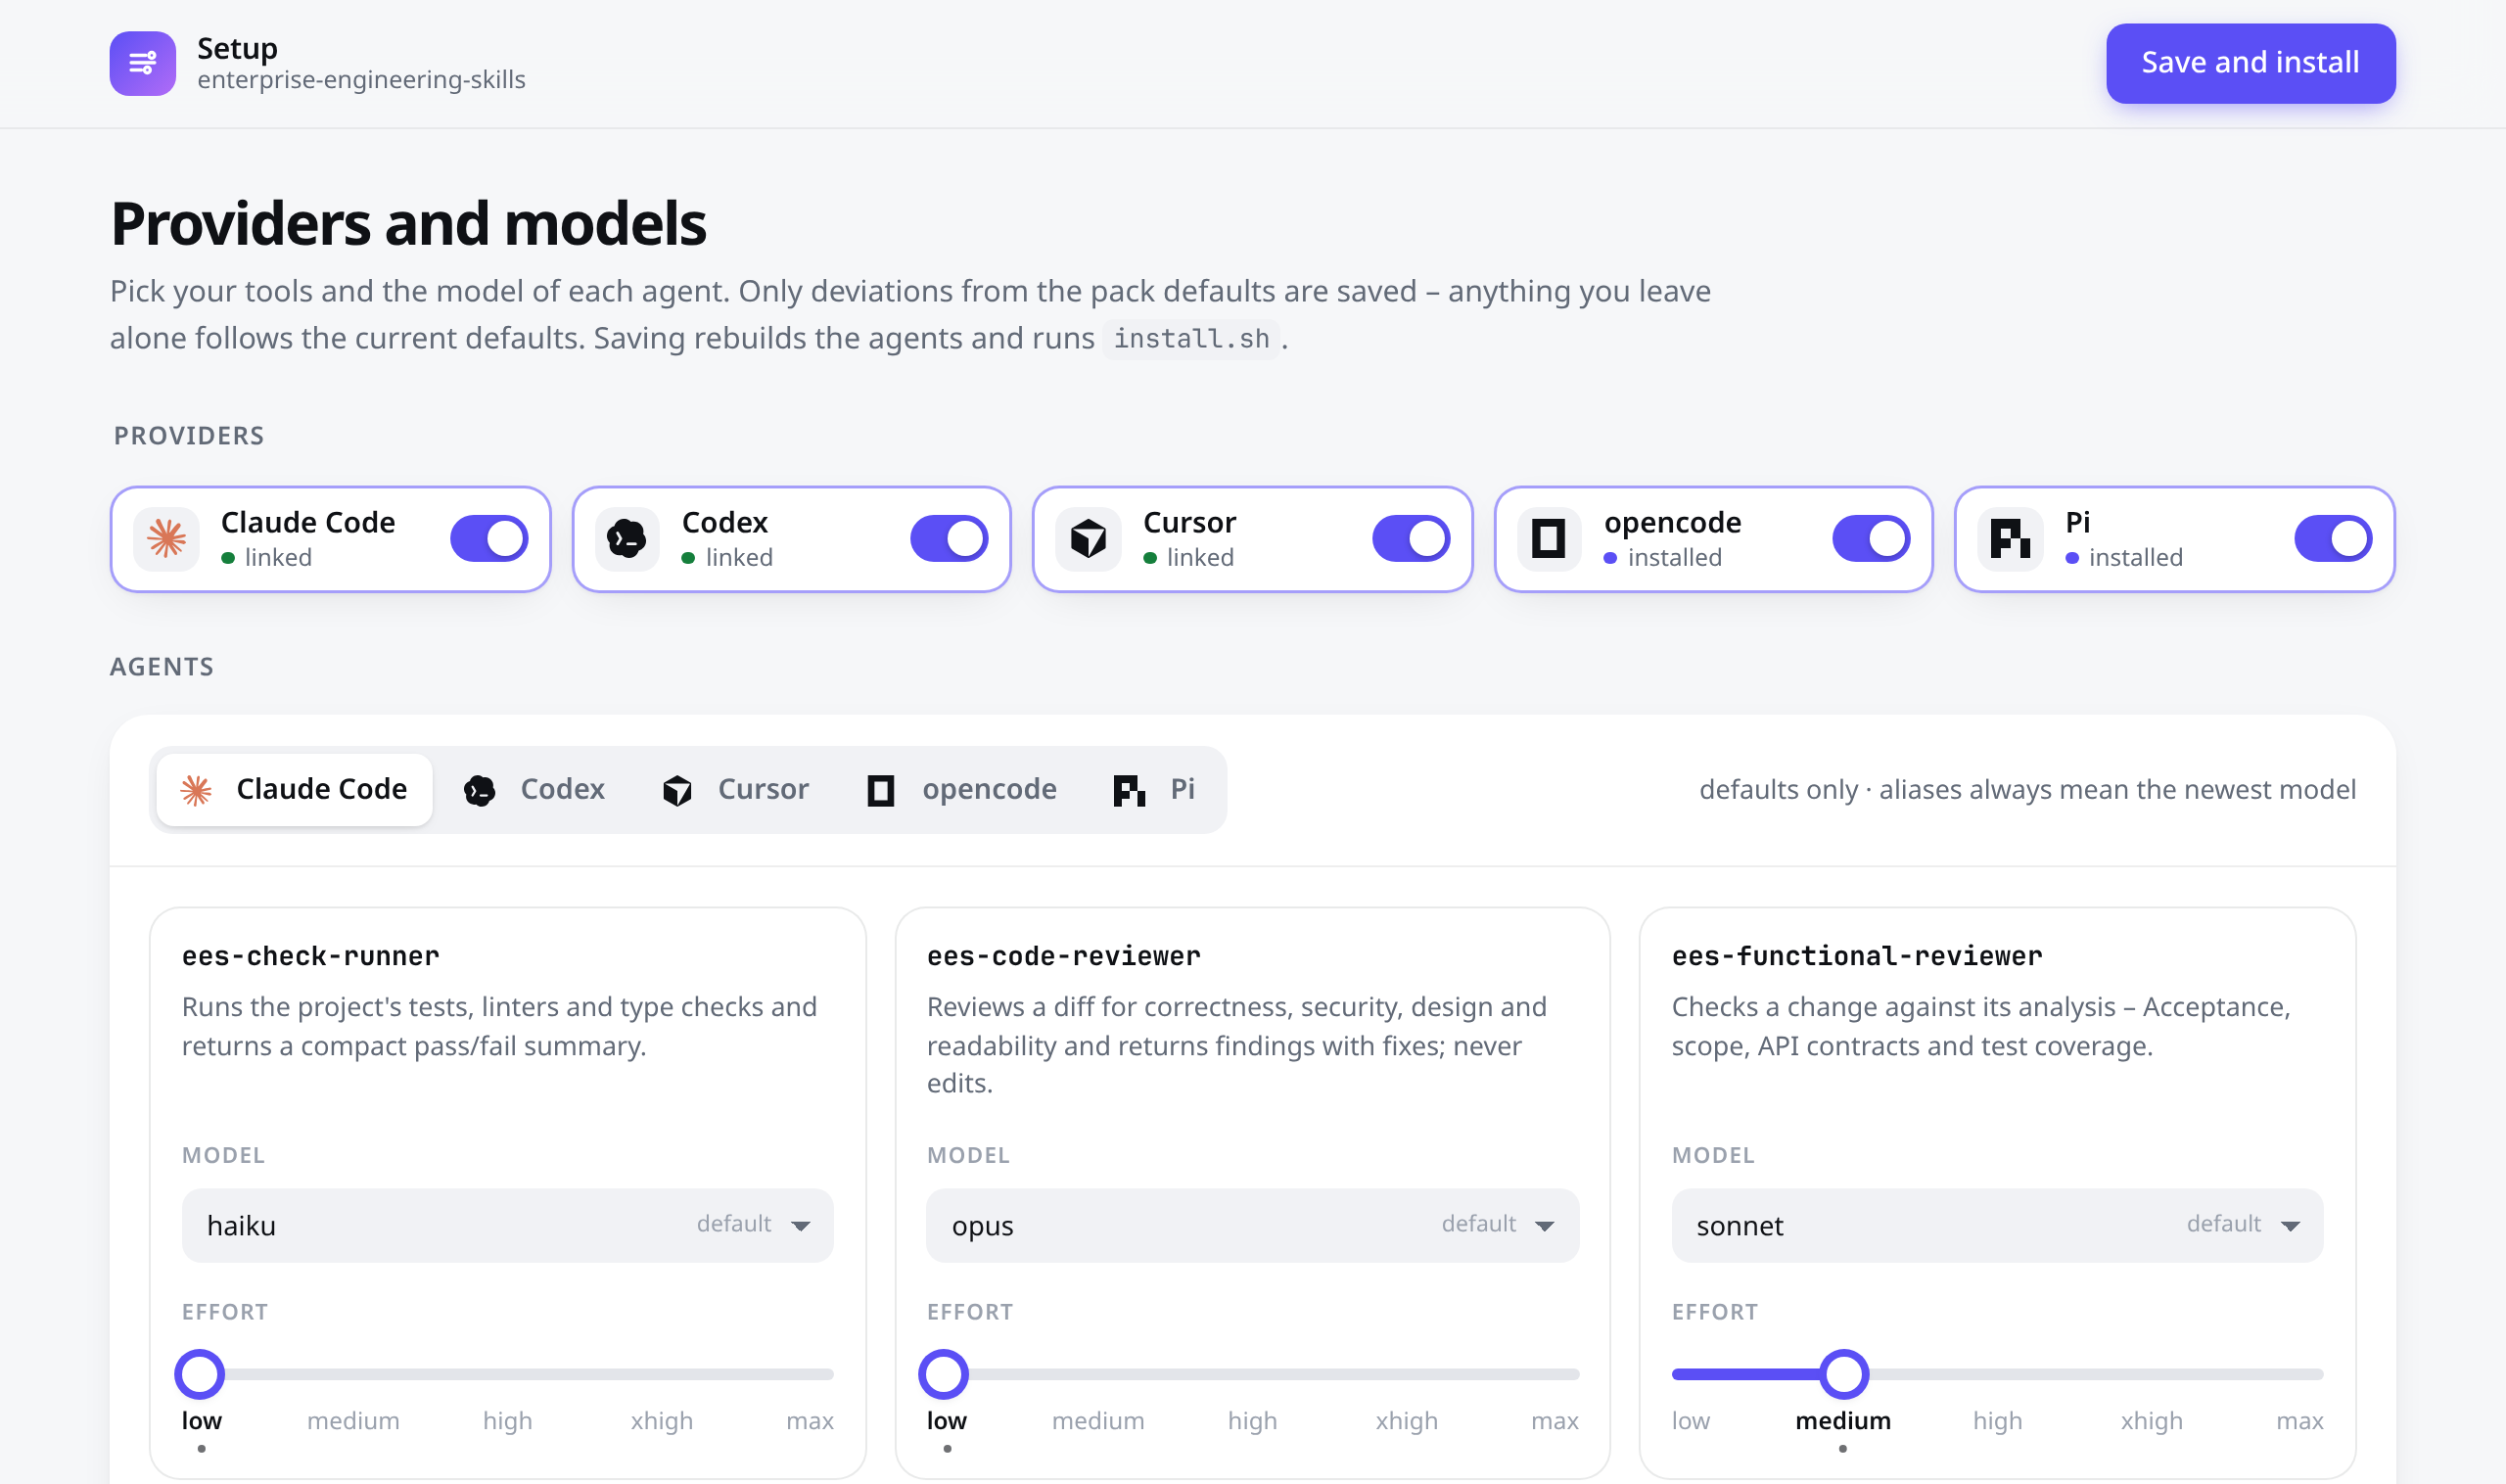 Setup
enterprise-engineering-skills
Save and install
Providers and models
Pick your tools and the model of each agent. Only deviations from the pack defaults are saved – anything you leave
alone follows the current defaults. Saving rebuilds the agents and runs install.sh.
PROVIDERS
Claude Code
linked
Codex
linked
Cursor
linked
opencode
installed
Pi
installed
AGENTS
Claude Code Codex Cursor opencode Pi
defaults only · aliases always mean the newest model
ees-check-runner
Runs the project's tests, linters and type checks and
returns a compact pass/fail summary.
MODEL
haiku default
EFFORT
low medium high xhigh max
ees-code-reviewer
Reviews a diff for correctness, security, design and
readability and returns findings with fixes; never
edits.
MODEL
opus default
EFFORT
low medium high xhigh max
ees-functional-reviewer
Checks a change against its analysis – Acceptance,
scope, API contracts and test coverage.
MODEL
sonnet default
EFFORT
low medium high xhigh max